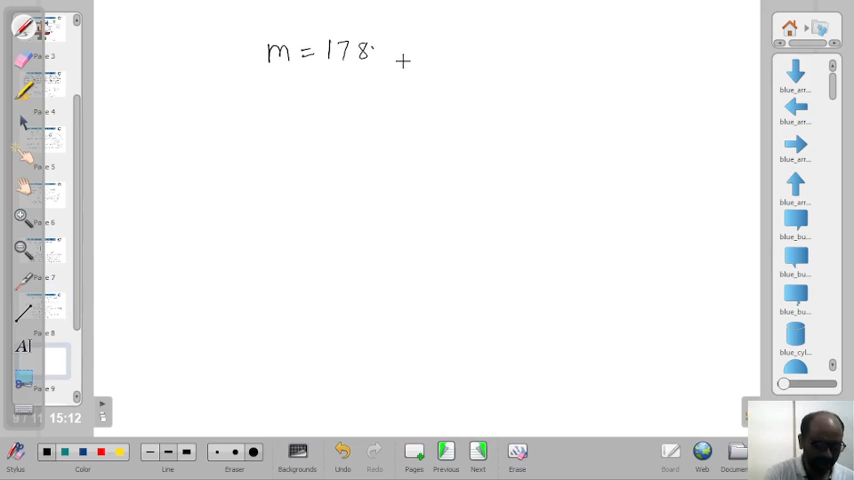 m = 178.
Page 3
Page 4
Page 5
Page 6
Page 7
Page 8
Page 9
A|
9 / 11 15:12
blue_arr...
blue_arr...
blue_arr...
blue_arr...
blue_bu...
blue_bu...
blue_bu...
blue_cyl...
Stylus Color Line Eraser Backgrounds Undo Redo Pages Previous Next Erase Board Web Documen